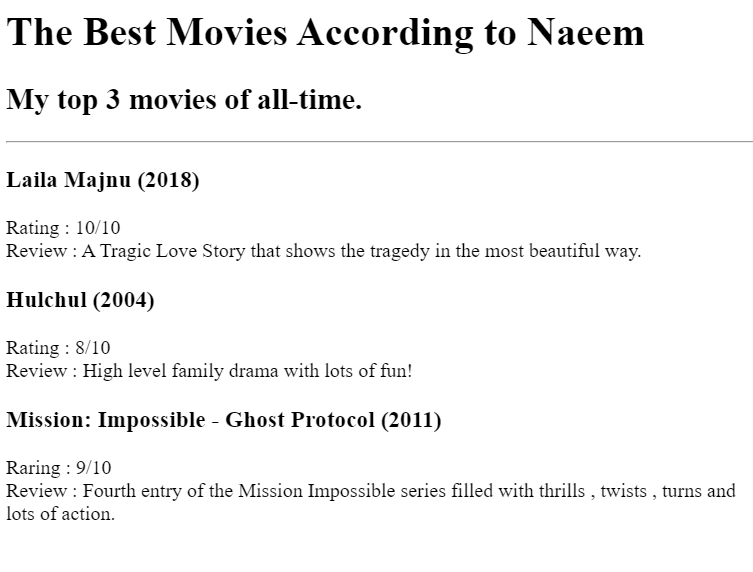 The Best Movies According to Naeem
My top 3 movies of all-time.
Laila Majnu (2018)
Rating : 10/10
Review : A Tragic Love Story that shows the tragedy in the most beautiful way.
Hulchul (2004)
Rating : 8/10
Review : High level family drama with lots of fun!
Mission: Impossible - Ghost Protocol (2011)
Raring : 9/10
Review : Fourth entry of the Mission Impossible series filled with thrills , twists , turns and
lots of action.